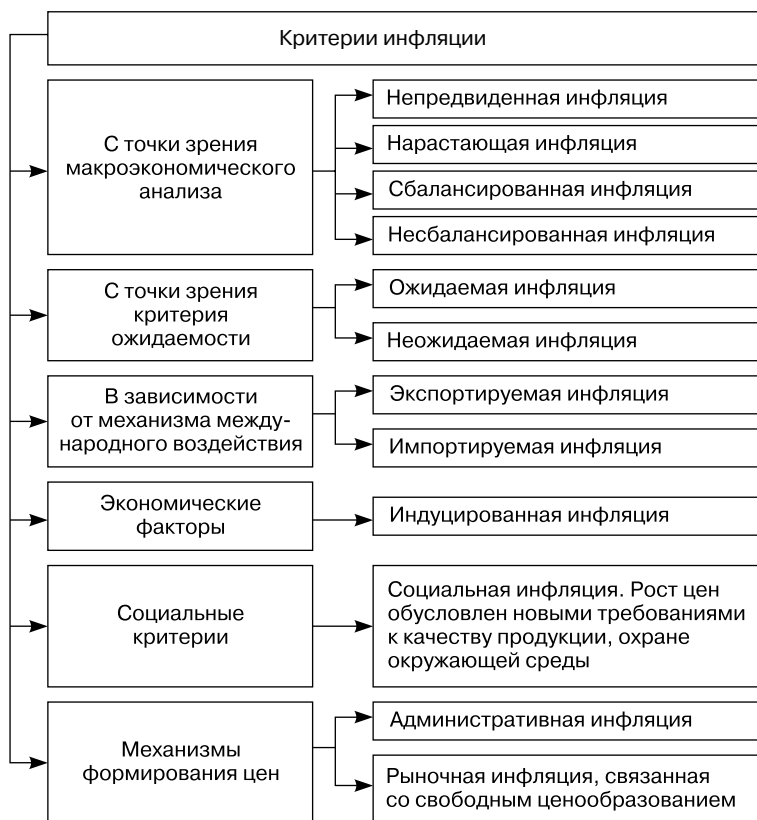 Критерии инфляции
С точки зрения
макроэкономического
анализа
Непредвиденная инфляция
Нарастающая инфляция
Сбалансированная инфляция
Несбалансированная инфляция
С точки зрения
критерия
ожидаемости
Ожидаемая инфляция
Неожидаемая инфляция
В зависимости
от механизма между-
народного воздействия
Экспортируемая инфляция
Импортируемая инфляция
Экономические
факторы
Индуцированная инфляция
Социальные
критерии
Социальная инфляция. Рост цен
обусловлен новыми требованиями
к качеству продукции, охране
окружающей среды
Механизмы
формирования цен
Административная инфляция
Рыночная инфляция, связанная
со свободным ценообразованием